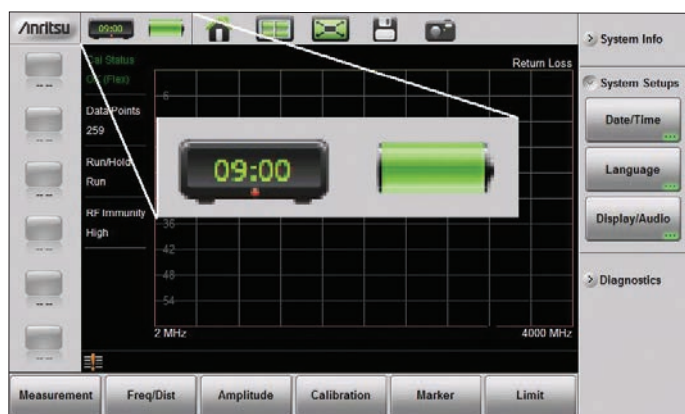 Anritsu
09:00
Cal Status
Data Points
259
Run/Hold
Run
RF Immunity
High
Return Loss
6
09:00
36
42
48
54
2 MHz
4000 MHz
System Info
System Setups
Date/Time
Language
Display/Audio
Diagnostics
Measurement
Freq/Dist
Amplitude
Calibration
Marker
Limit